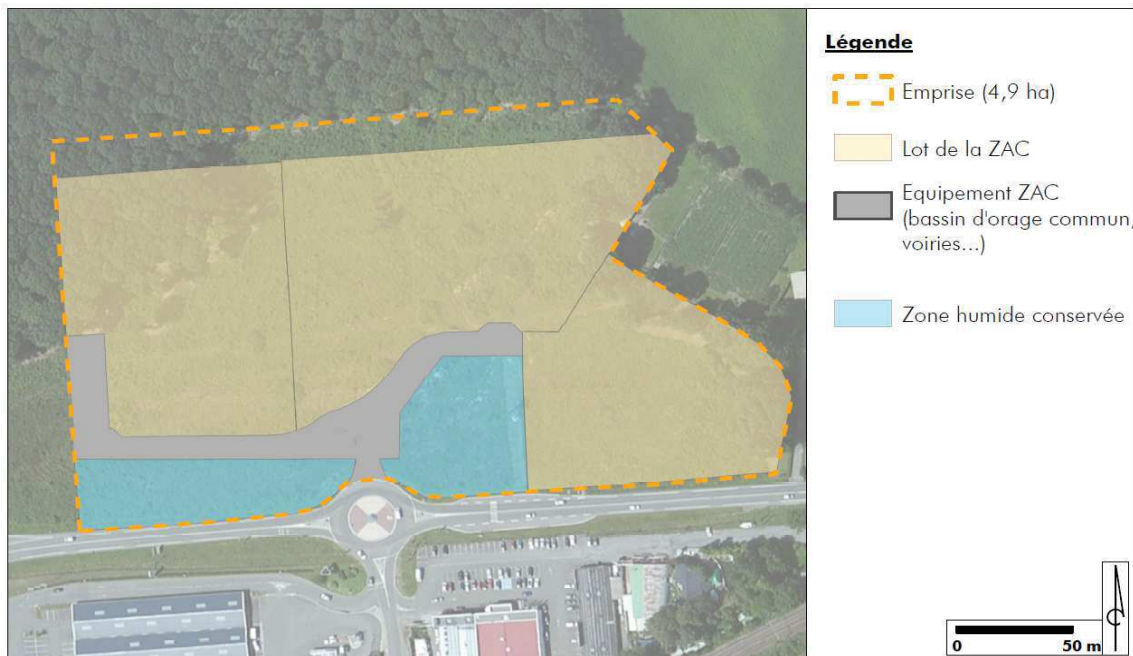 Légende
Emprise (4,9 ha)
Lot de la ZAC
Equipement ZAC
(bassin d'orage commun,
voiries...)
Zone humide conservée
0 50 m